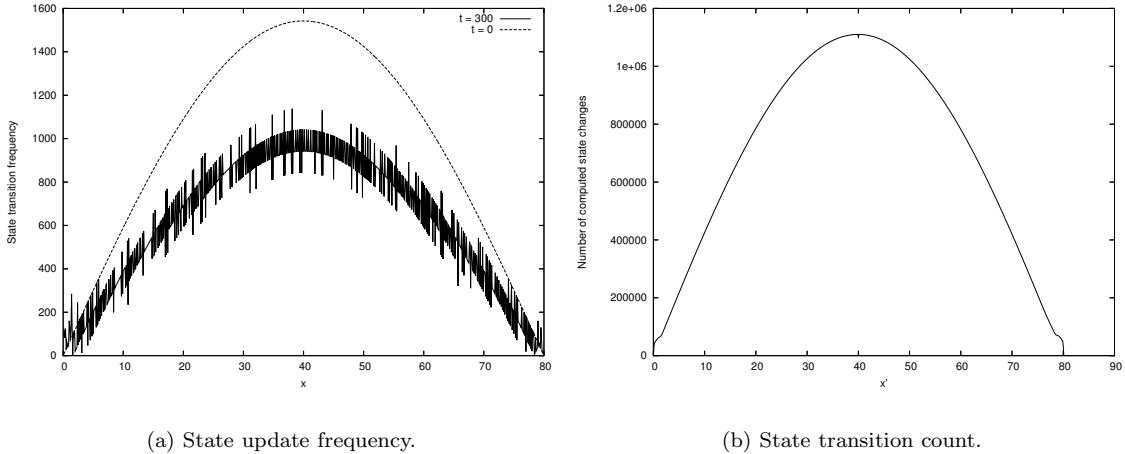 1600
1400
1200
1000
800
600
400
200
0
State transition frequency
t = 300
t = 0
0 10 20 30 40 50 60 70 80
x
(a) State update frequency.
1.2e+06
1e+06
800000
600000
400000
200000
0
Number of computed state changes
0 10 20 30 40 50 60 70 80 90
x'
(b) State transition count.